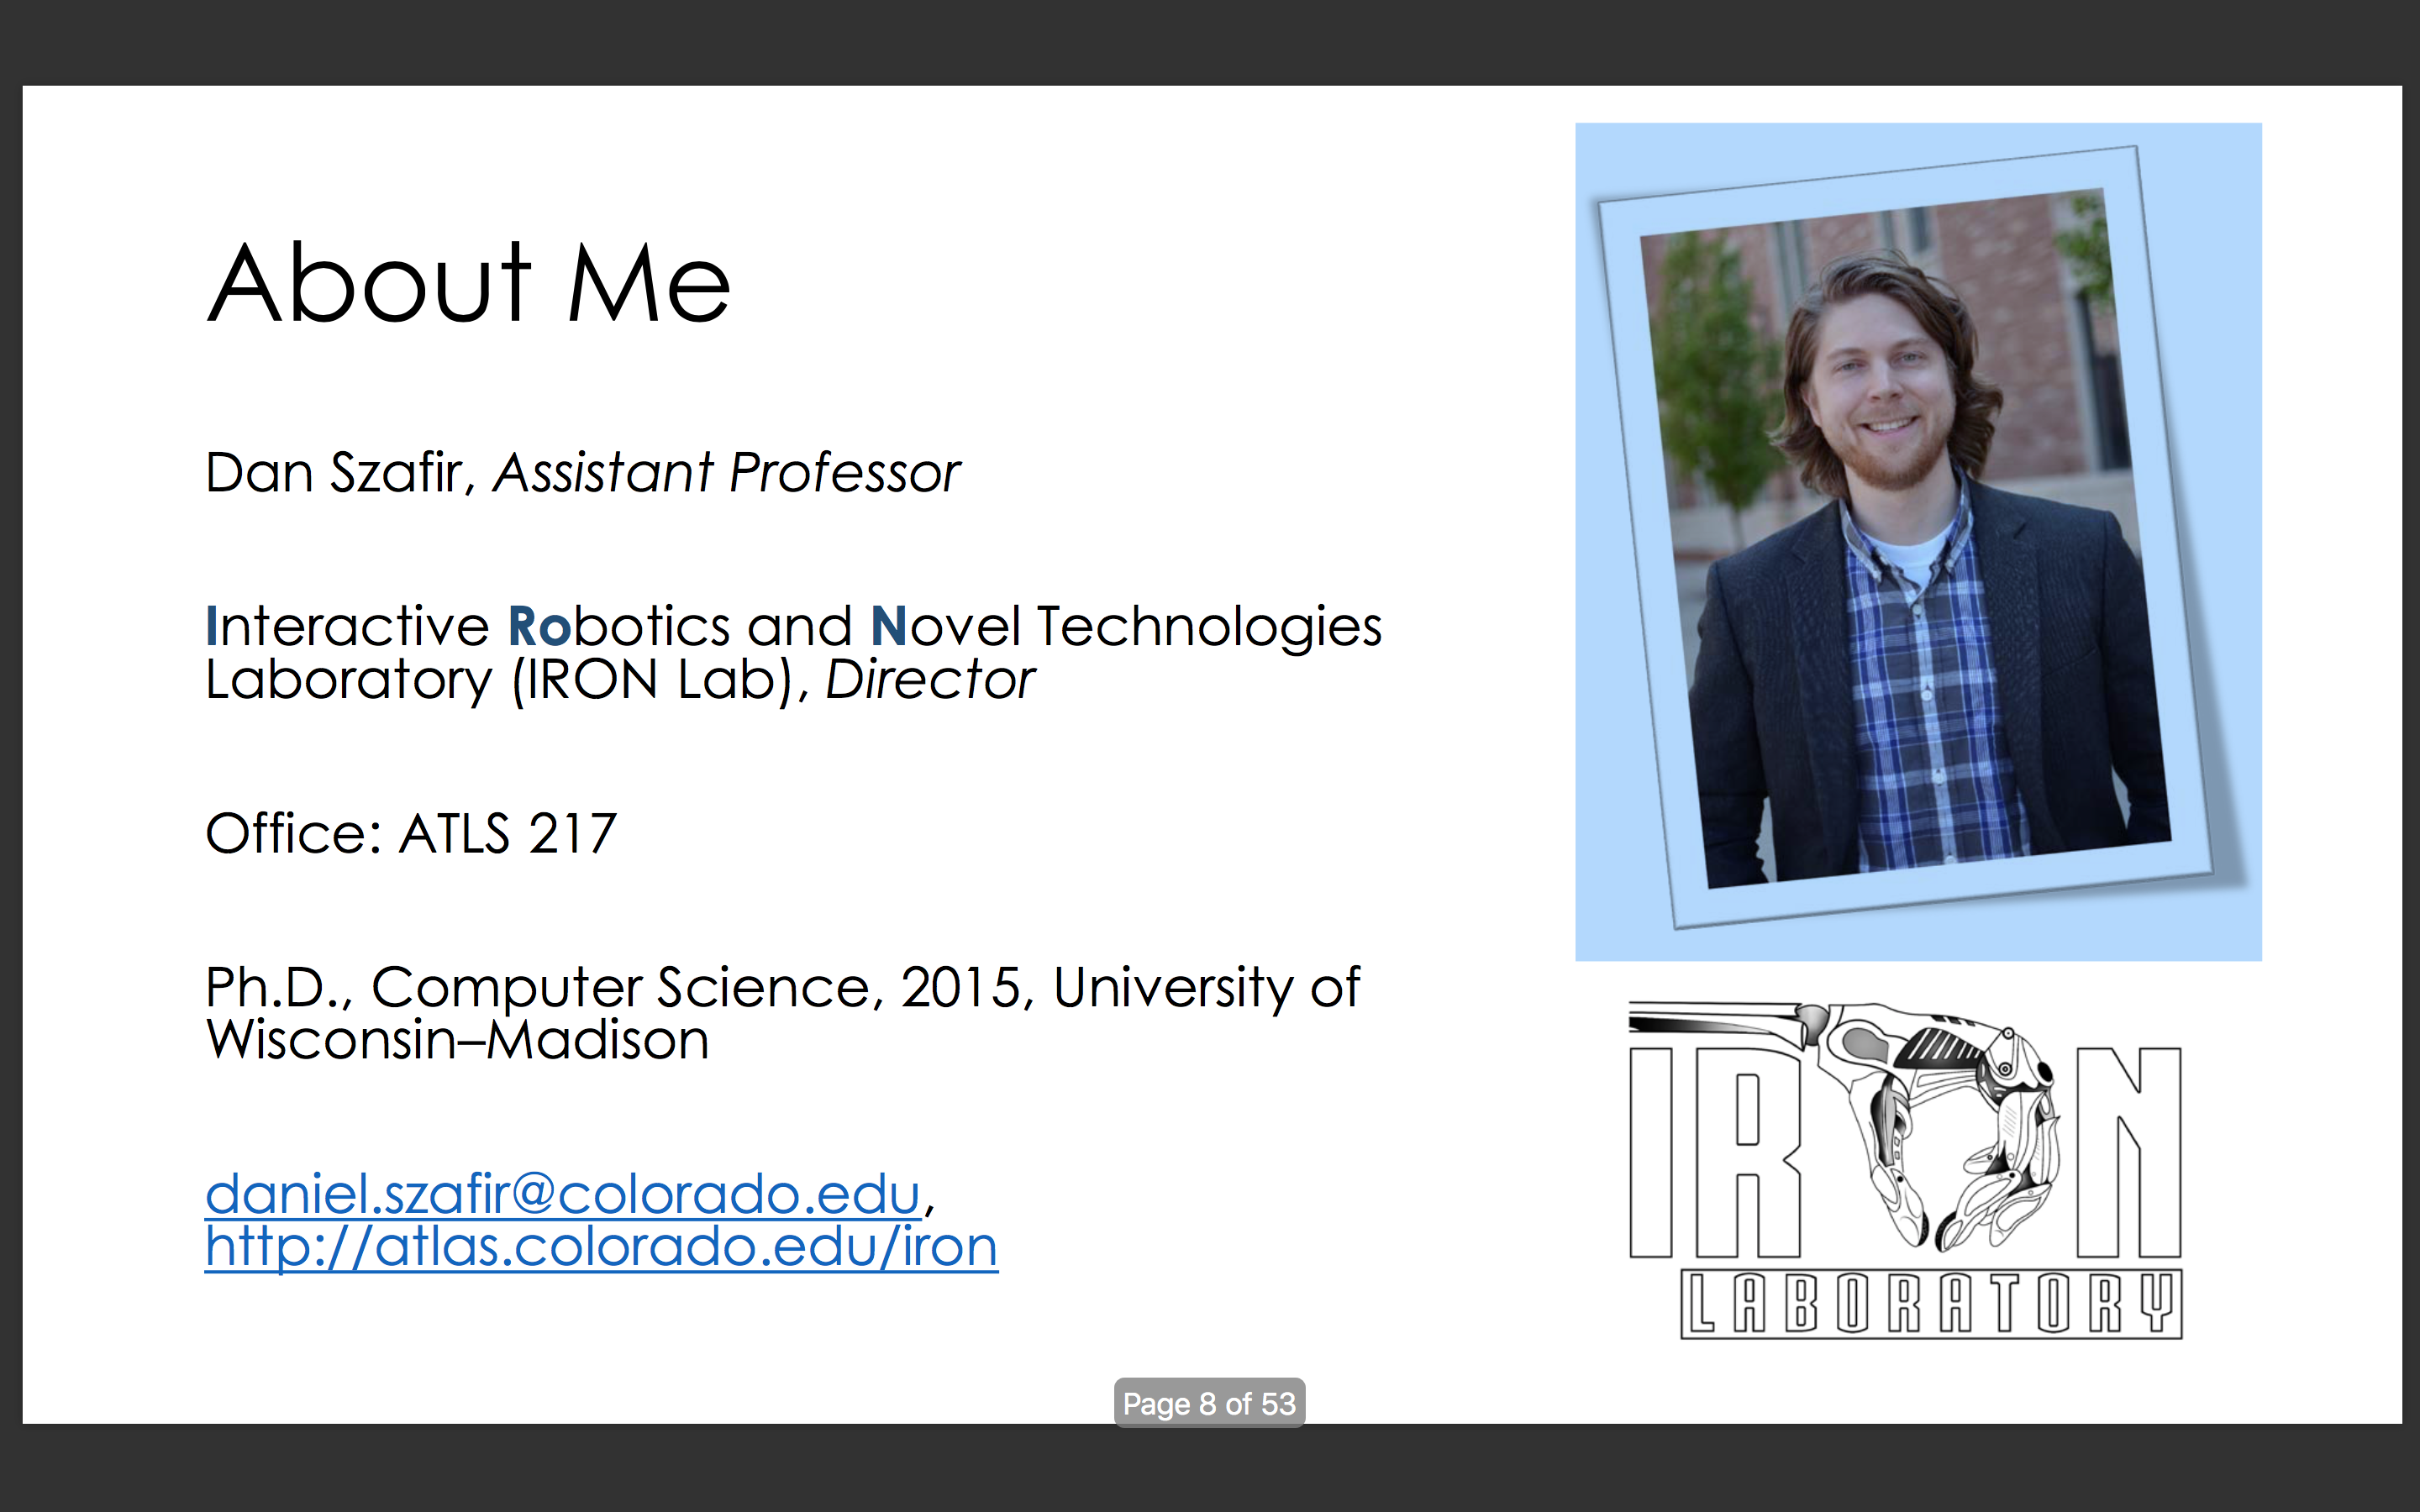 About Me
Dan Szafir, Assistant Professor
Interactive Robotics and Novel Technologies
Laboratory (IRON Lab), Director
Office: ATLS 217
Ph.D., Computer Science, 2015, University of
Wisconsin–Madison
daniel.szafir@colorado.edu,
http://atlas.colorado.edu/iron
IRON
LABORATORY
Page 8 of 53